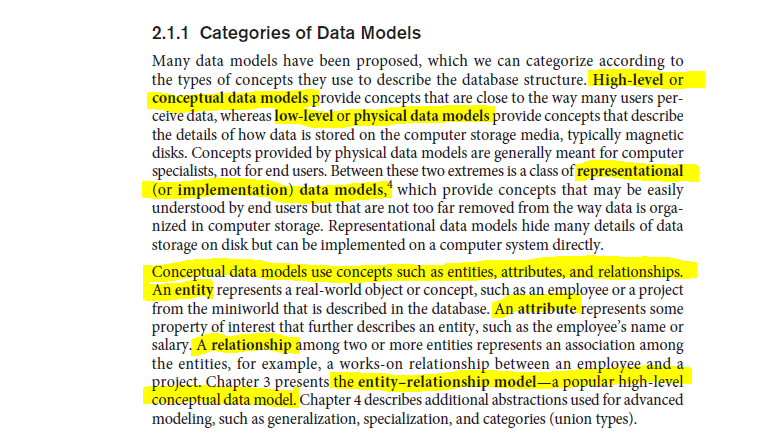 2.1.1 Categories of Data Models
Many data models have been proposed, which we can categorize according to
the types of concepts they use to describe the database structure. High-level or
conceptual data models provide concepts that are close to the way many users per-
ceive data, whereas low-level or physical data models provide concepts that describe
the details of how data is stored on the computer storage media, typically magnetic
disks. Concepts provided by physical data models are generally meant for computer
specialists, not for end users. Between these two extremes is a class of representational
(or implementation) data models,4 which provide concepts that may be easily
understood by end users but that are not too far removed from the way data is orga-
nized in computer storage. Representational data models hide many details of data
storage on disk but can be implemented on a computer system directly.
Conceptual data models use concepts such as entities, attributes, and relationships.
An entity represents a real-world object or concept, such as an employee or a project
from the miniworld that is described in the database. An attribute represents some
property of interest that further describes an entity, such as the employee's name or
salary. A relationship among two or more entities represents an association among
the entities, for example, a works-on relationship between an employee and a
project. Chapter 3 presents the entity–relationship model—a popular high-level
conceptual data model. Chapter 4 describes additional abstractions used for advanced
modeling, such as generalization, specialization, and categories (union types).